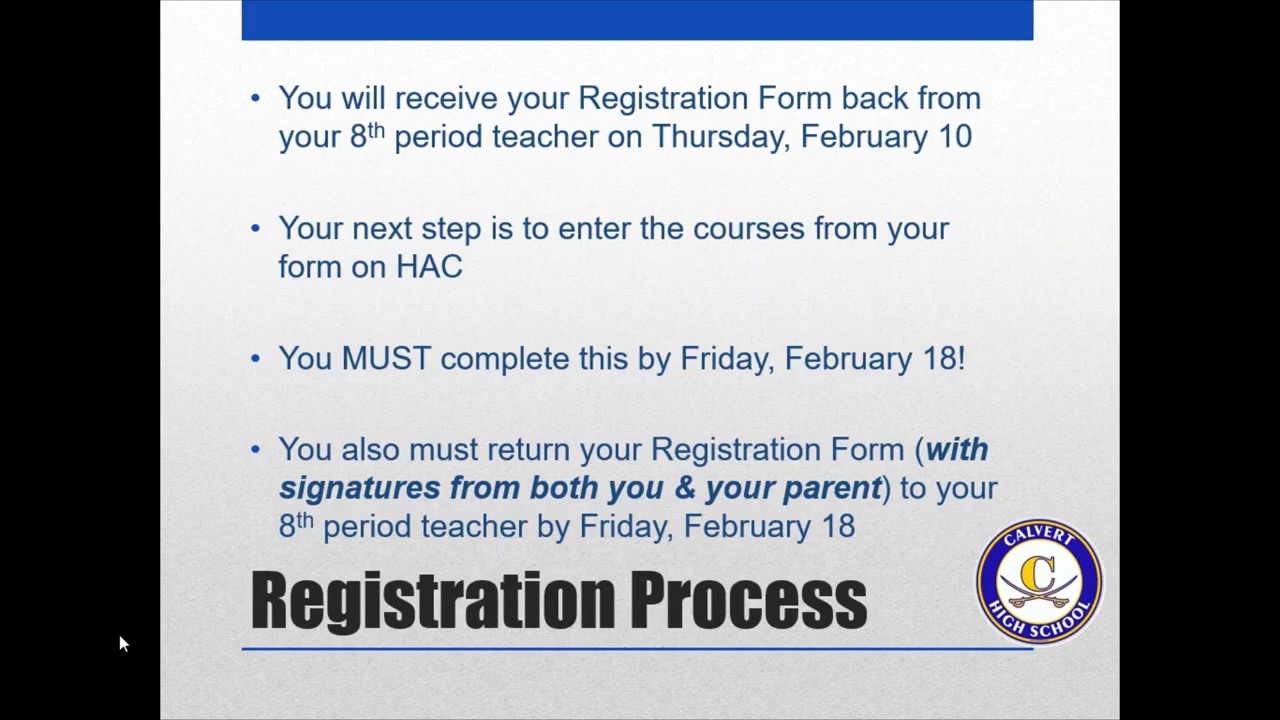 • You will receive your Registration Form back from
your 8th period teacher on Thursday, February 10
• Your next step is to enter the courses from your
form on HAC
• You MUST complete this by Friday, February 18!
• You also must return your Registration Form (with
signatures from both you & your parent) to your
8th period teacher by Friday, February 18
Registration Process
CALVERT
C
HIGH SCHOOL